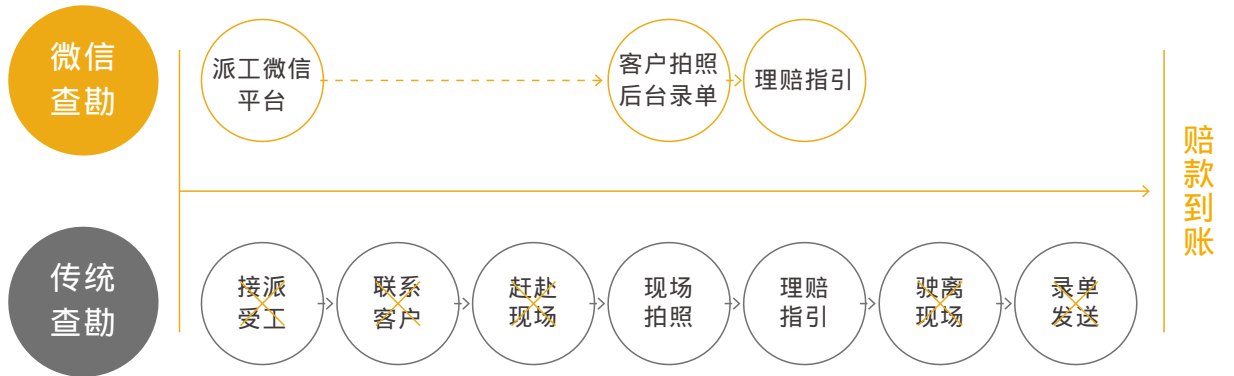 微信
查勘
派工微信
平台
客户拍照
后台录单
理赔指引
赔款到账
传统
查勘
接派
受工
联系
客户
赶赴
现场
现场
拍照
理赔
指引
驶离
现场
录单
发送